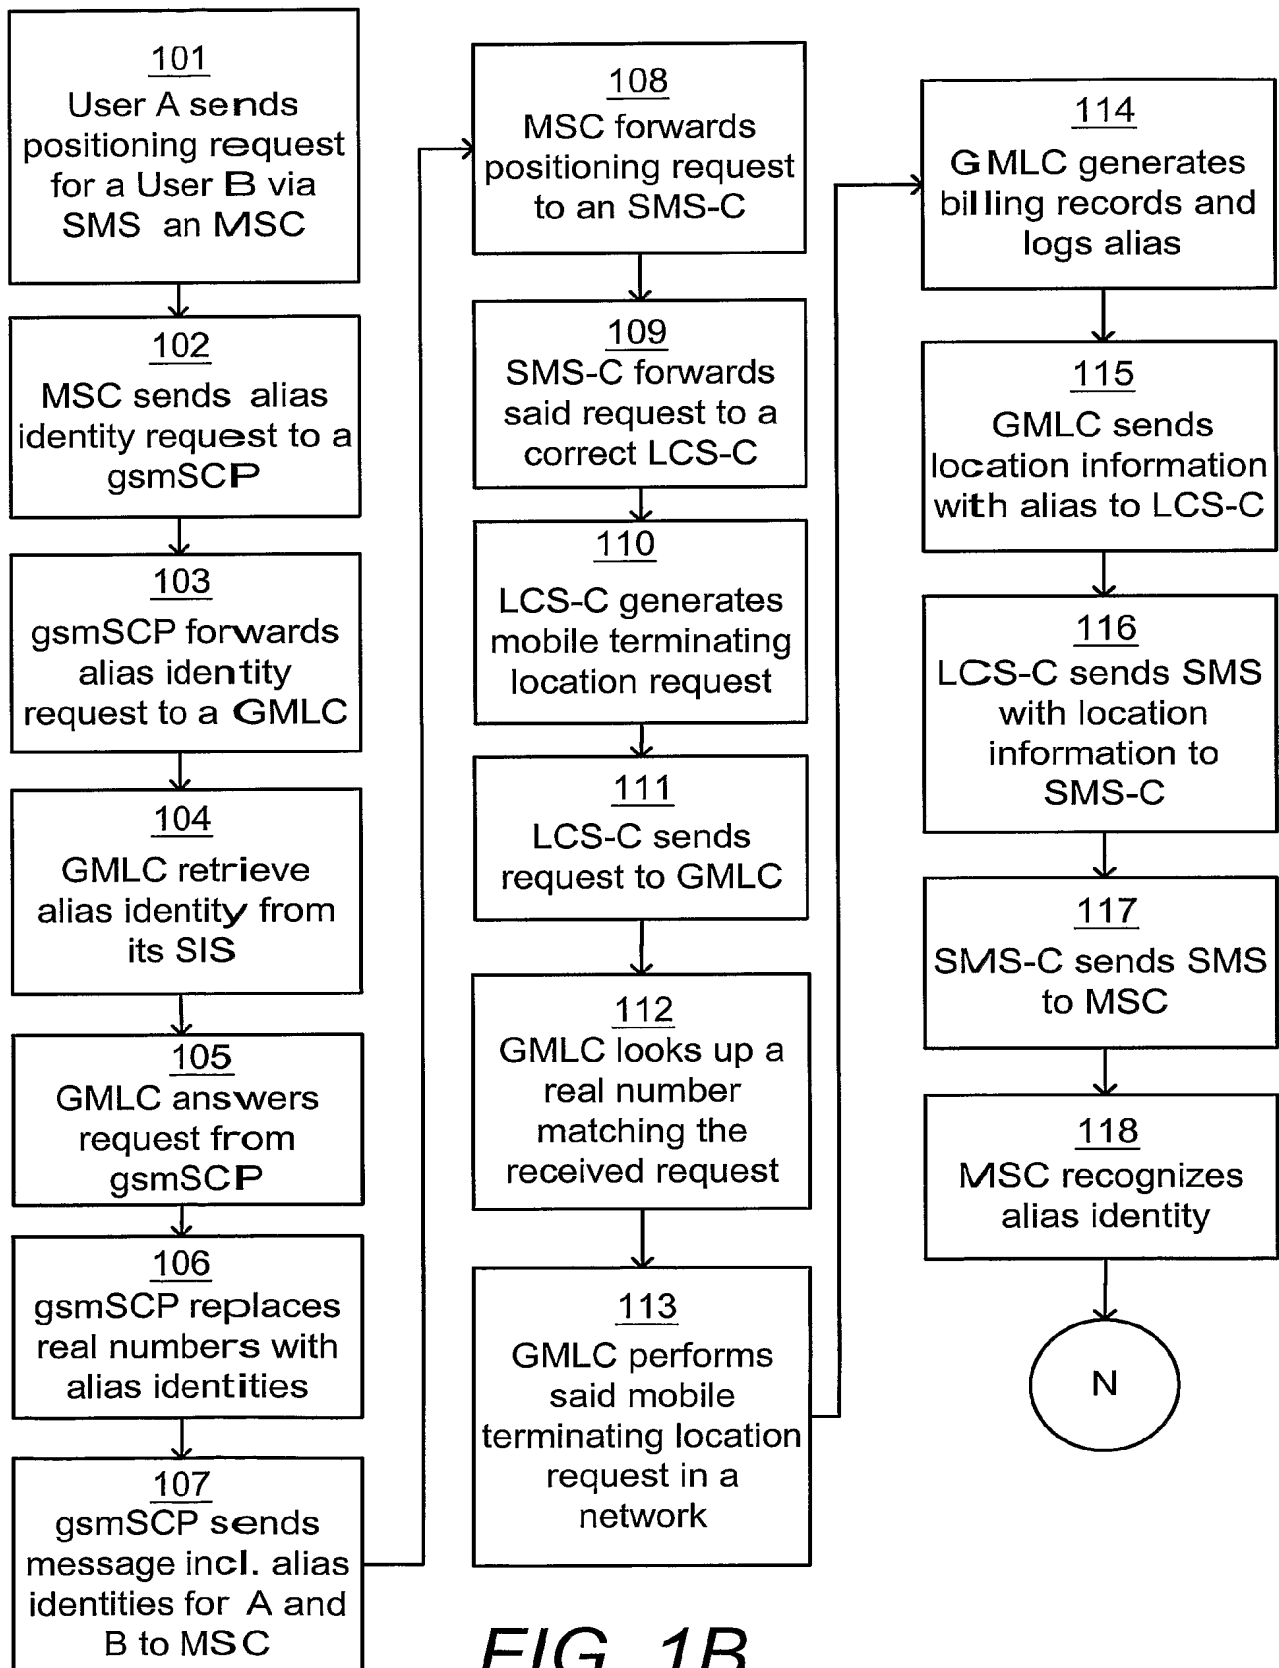 101
User A sends
positioning request
for a User B via
SMS an MSC
102
MSC sends alias
identity request to a
gsmSCP
103
gsmSCP forwards
alias identity
request to a GMLC
104
GMLC retrieve
alias identity from
its SIS
105
GMLC answers
request from
gsmSCP
106
gsmSCP replaces
real numbers with
alias identities
107
gsmSCP sends
message incl. alias
identities for A and
B to MSC
108
MSC forwards
positioning request
to an SMS-C
109
SMS-C forwards
said request to a
correct LCS-C
110
LCS-C generates
mobile terminating
location request
111
LCS-C sends
request to GMLC
112
GMLC looks up a
real number
matching the
received request
113
GMLC performs
said mobile
terminating location
request in a
network
114
GMLC generates
billing records and
logs alias
115
GMLC sends
location information
with alias to LCS-C
116
LCS-C sends SMS
with location
information to
SMS-C
117
SMS-C sends SMS
to MSC
118
MSC recognizes
alias identity
N
FIG. 1B